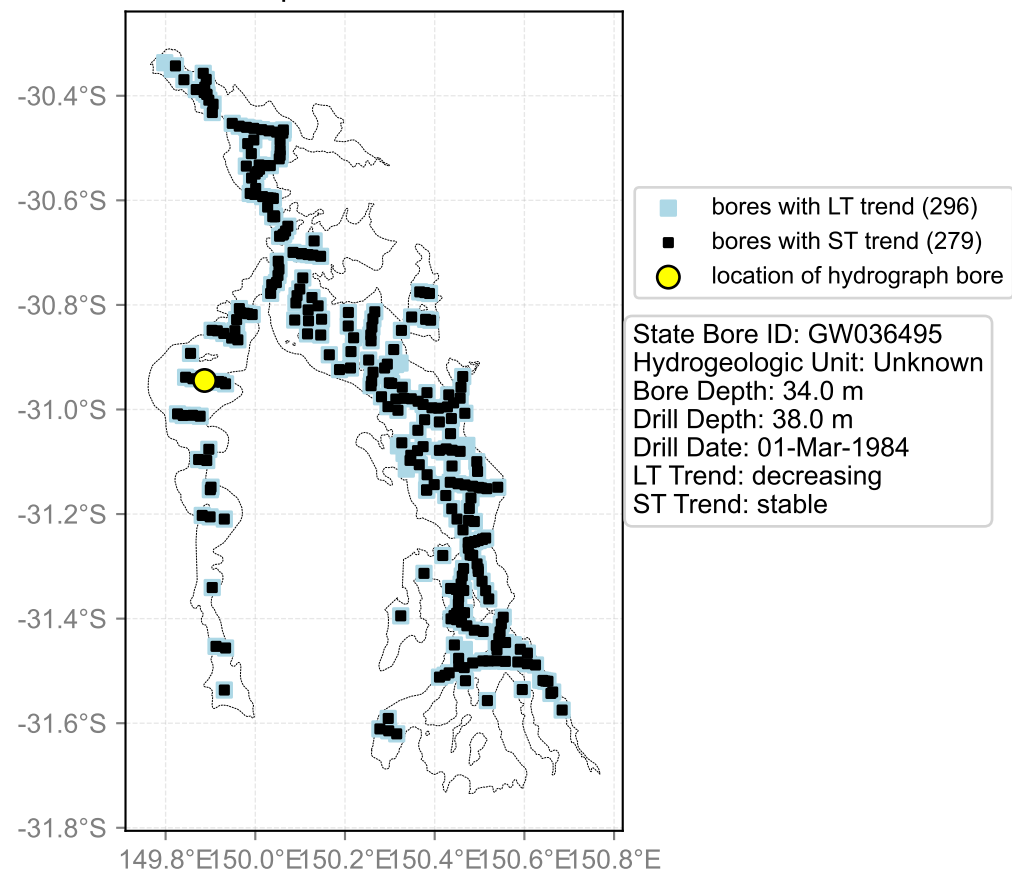 -30.4°S
-30.6°S
-30.8°S
-31.0°S
-31.2°S
-31.4°S
-31.6°S
-31.8°S
149.8°E150.0°E150.2°E150.4°E150.6°E150.8°E
bores with LT trend (296)
bores with ST trend (279)
location of hydrograph bore
State Bore ID: GW036495
Hydrogeologic Unit: Unknown
Bore Depth: 34.0 m
Drill Depth: 38.0 m
Drill Date: 01-Mar-1984
LT Trend: decreasing
ST Trend: stable